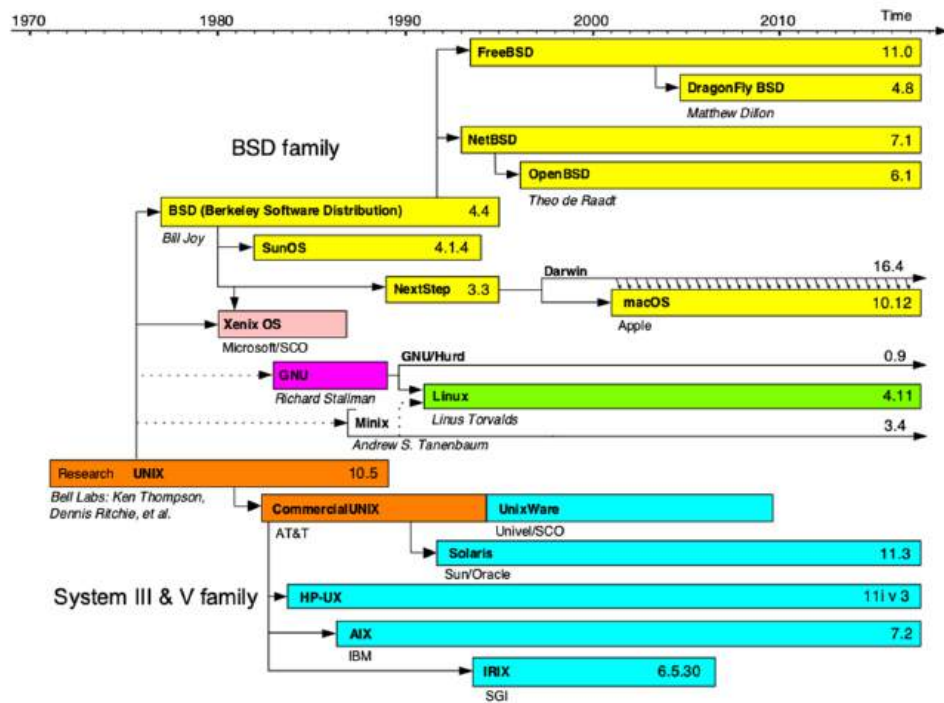 1970 1980 1990 2000 2010 Time
FreeBSD 11.0
DragonFly BSD 4.8
Matthew Dillon
BSD family
NetBSD 7.1
OpenBSD 6.1
Theo de Raadt
BSD (Berkeley Software Distribution) 4.4
Bill Joy
SunOS 4.1.4
Darwin 16.4
NextStep 3.3
macOS 10.12
Apple
Xenix OS
Microsoft/SCO
GNU/Hurd 0.9
GNU
Richard Stallman
Linux 4.11
Linus Torvalds
Minix 3.4
Andrew S. Tanenbaum
Research UNIX 10.5
Bell Labs: Ken Thompson,
Dennis Ritchie, et al.
CommercialUNIX UnixWare
AT&T Univel/SCO
Solaris 11.3
Sun/Oracle
System III & V family
HP-UX 11i v 3
AIX 7.2
IBM
IRIX 6.5.30
SGI